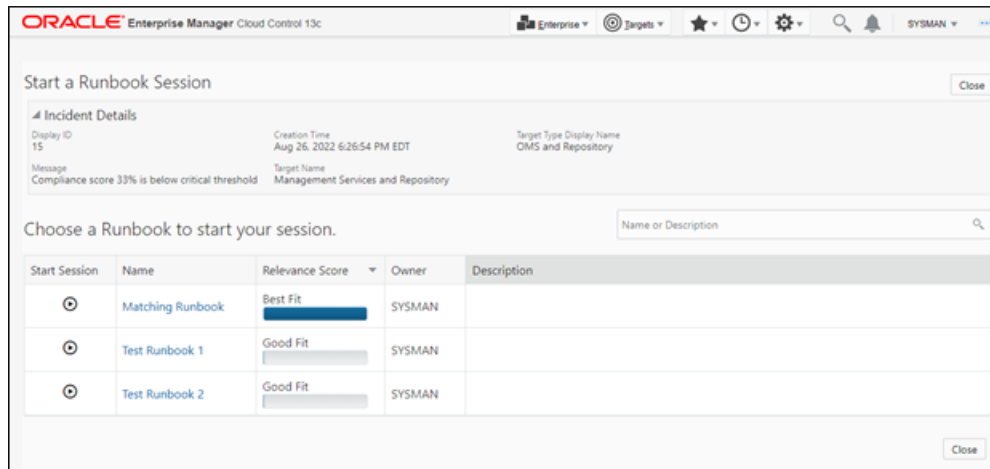 ORACLE Enterprise Manager Cloud Control 13c Enterprise Targets SYSMAN
Start a Runbook Session Close
Incident Details
Display ID Creation Time Target Type Display Name
15 Aug 26, 2022 6:26:54 PM EDT OMS and Repository
Message Target Name
Compliance score 33% is below critical threshold Management Services and Repository
Choose a Runbook to start your session. Name or Description
Start Session Name Relevance Score Owner Description
Matching Runbook Best Fit SYSMAN
Test Runbook 1 Good Fit SYSMAN
Test Runbook 2 Good Fit SYSMAN
Close